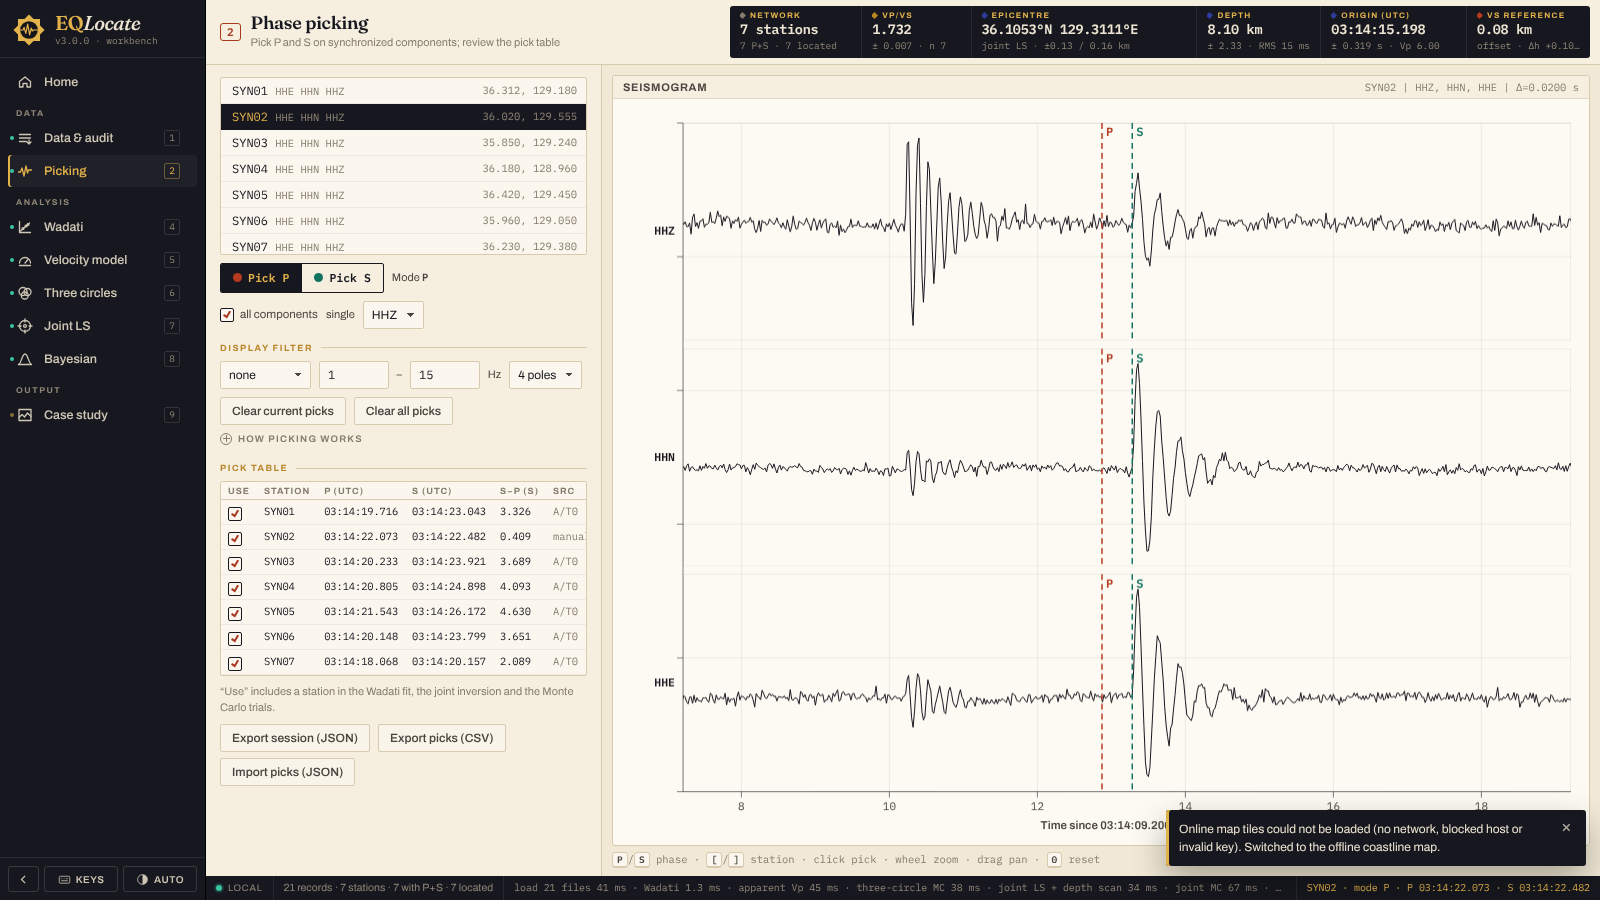 EQLocate
v3.0.0 · workbench
Home
DATA
Data & audit 1
Picking 2
ANALYSIS
Wadati 4
Velocity model 5
Three circles 6
Joint LS 7
Bayesian 8
OUTPUT
Case study 9
KEYS
AUTO
2 Phase picking
Pick P and S on synchronized components; review the pick table
NETWORK
7 stations
7 P+S · 7 located
VP/VS
1.732
± 0.007 · n 7
EPICENTRE
36.1053°N 129.3111°E
joint LS · ±0.13 / 0.16 km
DEPTH
8.10 km
± 2.33 · RMS 15 ms
ORIGIN (UTC)
03:14:15.198
± 0.319 s · Vp 6.00
VS REFERENCE
0.08 km
offset · Δh +0.10…
SYN01 HHE HHN HHZ 36.312, 129.180
SYN02 HHE HHN HHZ 36.020, 129.555
SYN03 HHE HHN HHZ 35.850, 129.240
SYN04 HHE HHN HHZ 36.180, 128.960
SYN05 HHE HHN HHZ 36.420, 129.450
SYN06 HHE HHN HHZ 35.960, 129.050
SYN07 HHE HHN HHZ 36.230, 129.380
Pick P Pick S Mode P
all components single HHZ
DISPLAY FILTER
none 1 – 15 Hz 4 poles
Clear current picks Clear all picks
HOW PICKING WORKS
PICK TABLE
USE STATION P (UTC) S (UTC) S–P (S) SRC
SYN01 03:14:19.716 03:14:23.043 3.326 A/T0
SYN02 03:14:22.073 03:14:22.482 0.409 manua
SYN03 03:14:20.233 03:14:23.921 3.689 A/T0
SYN04 03:14:20.805 03:14:24.898 4.093 A/T0
SYN05 03:14:21.543 03:14:26.172 4.630 A/T0
SYN06 03:14:20.148 03:14:23.799 3.651 A/T0
SYN07 03:14:18.068 03:14:20.157 2.089 A/T0
“Use” includes a station in the Wadati fit, the joint inversion and the Monte
Carlo trials.
Export session (JSON) Export picks (CSV)
Import picks (JSON)
SEISMOGRAM SYN02 | HHZ, HHN, HHE | Δ=0.0200 s
P S
HHZ
P S
HHN
P S
HHE
8 10 12 14 16 18
Time since 03:14:09.20
P/S phase · [/] station · click pick · wheel zoom · drag pan · 0 reset
Online map tiles could not be loaded (no network, blocked host or
invalid key). Switched to the offline coastline map.
LOCAL 21 records · 7 stations · 7 with P+S · 7 located load 21 files 41 ms · Wadati 1.3 ms · apparent Vp 45 ms · three-circle MC 38 ms · joint LS + depth scan 34 ms · joint MC 67 ms · … SYN02 · mode P · P 03:14:22.073 · S 03:14:22.482